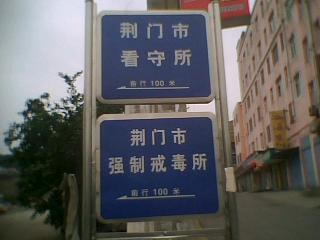 荆门市
看守所
前行 100 米
荆门市
强制戒毒所
前行 100 米